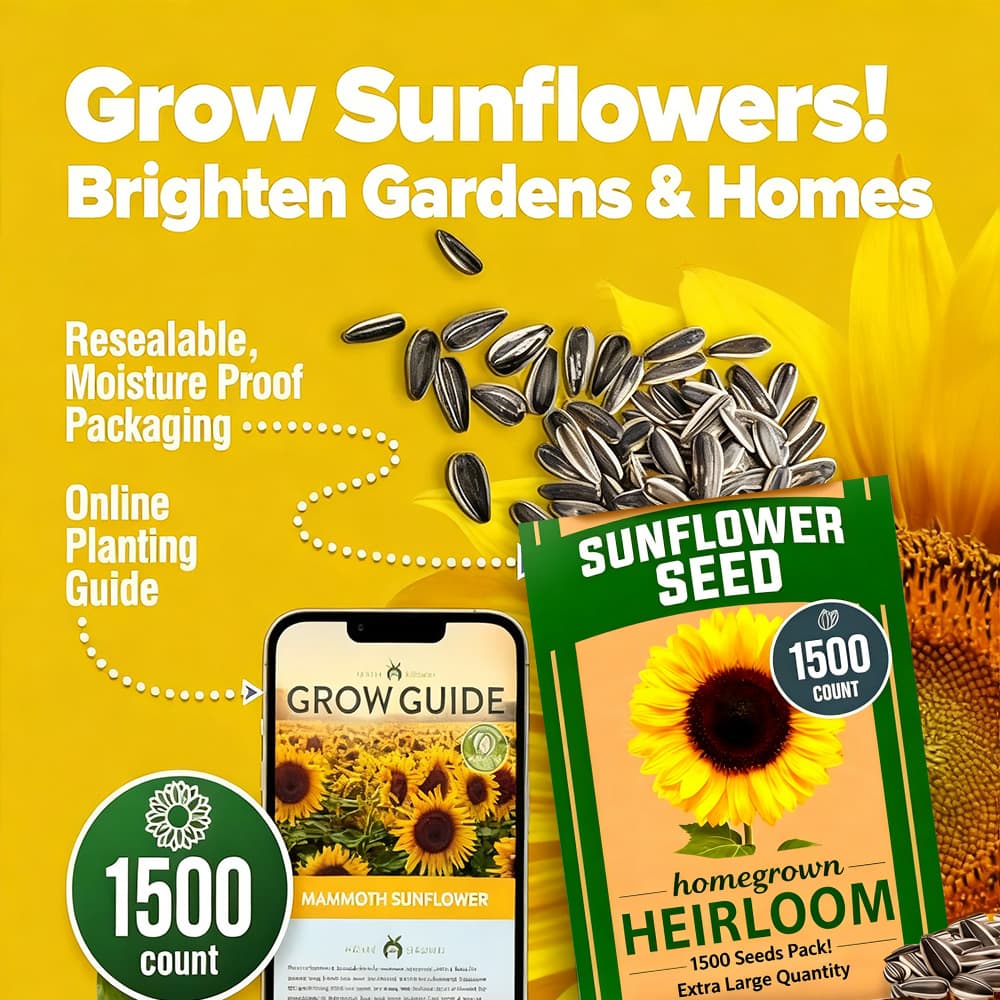 Grow Sunflowers!
Brighten Gardens & Homes
Resealable,
Moisture Proof
Packaging
Online
Planting
Guide
SUNFLOWER
SEED
1500
COUNT
homegrown
HEIRLOOM
1500 Seeds Pack!
Extra Large Quantity
GROW GUIDE
MAMMOTH SUNFLOWER
1500
count